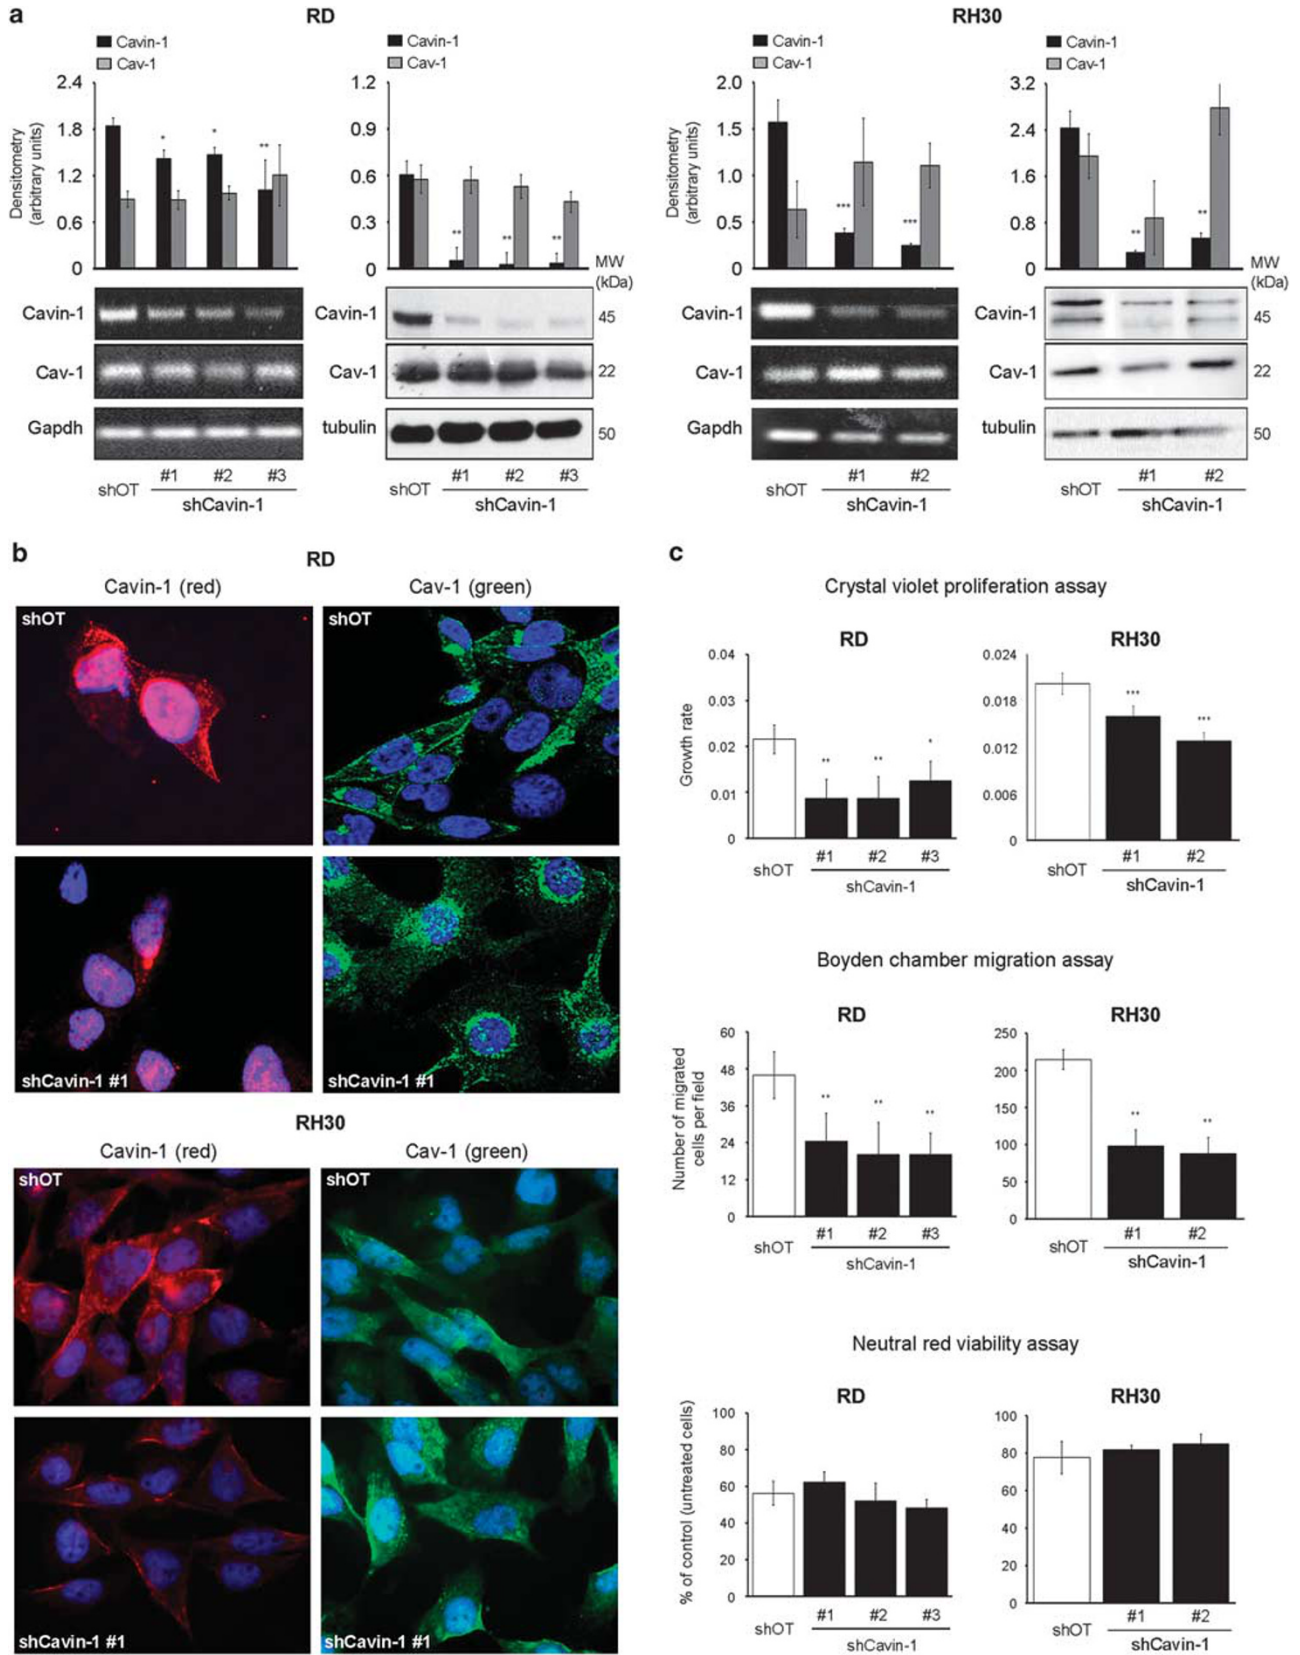 a
RD
RH30
Cavin-1
Cav-1
Cavin-1
Cav-1
Cavin-1
Cav-1
Cavin-1
Cav-1
Densitometry
(arbitrary units)
2.4
1.8
1.2
0.6
0
* * **
1.2
0.9
0.6
0.3
0
** ** **
MW
(kDa)
Densitometry
(arbitrary units)
2.0
1.5
1.0
0.5
0
*** ***
3.2
2.4
1.6
0.8
0
** **
MW
(kDa)
Cavin-1
Cavin-1
45
Cavin-1
Cavin-1
45
Cav-1
Cav-1
22
Cav-1
Cav-1
22
Gapdh
tubulin
50
Gapdh
tubulin
50
shOT #1 #2 #3
shCavin-1
shOT #1 #2 #3
shCavin-1
shOT #1 #2
shCavin-1
shOT #1 #2
shCavin-1
b
RD
Cavin-1 (red)
Cav-1 (green)
shOT
shOT
shCavin-1 #1
shCavin-1 #1
RH30
Cavin-1 (red)
Cav-1 (green)
shOT
shOT
shCavin-1 #1
shCavin-1 #1
c
Crystal violet proliferation assay
RD
RH30
Growth rate
0.04
0.03
0.02
0.01
0
** ** *
shOT #1 #2 #3
shCavin-1
0.024
0.018
0.012
0.006
0
*** ***
shOT #1 #2
shCavin-1
Boyden chamber migration assay
RD
RH30
Number of migrated
cells per field
60
48
36
24
12
0
** ** **
shOT #1 #2 #3
shCavin-1
250
200
150
100
50
0
** **
shOT #1 #2
shCavin-1
Neutral red viability assay
RD
RH30
% of control (untreated cells)
100
80
60
40
20
0
shOT #1 #2 #3
shCavin-1
100
80
60
40
20
0
shOT #1 #2
shCavin-1